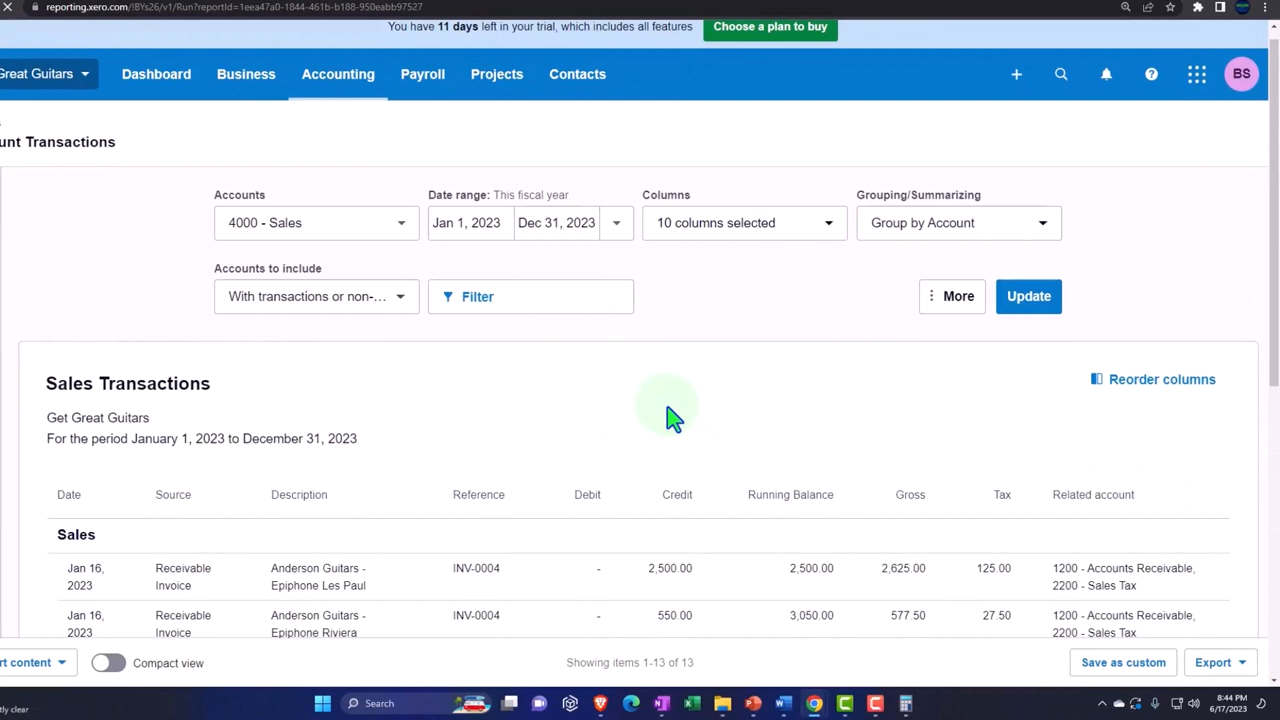 reporting.xero.com/!BYs26/v1/Run?reportId=1eea47a0-1844-461b-b188-950eabb97527
You have 11 days left in your trial, which includes all features
Choose a plan to buy
Great Guitars
Dashboard
Business
Accounting
Payroll
Projects
Contacts
BS
unt Transactions
Accounts
Date range: This fiscal year
Columns
Grouping/Summarizing
4000 - Sales
Jan 1, 2023
Dec 31, 2023
10 columns selected
Group by Account
Accounts to include
With transactions or non-...
Filter
More
Update
Sales Transactions
Reorder columns
Get Great Guitars
For the period January 1, 2023 to December 31, 2023
Date Source Description Reference Debit Credit Running Balance Gross Tax Related account
Sales
Jan 16, Receivable Anderson Guitars - INV-0004 - 2,500.00 2,500.00 2,625.00 125.00 1200 - Accounts Receivable,
2023 Invoice Epiphone Les Paul 2200 - Sales Tax
Jan 16, Receivable Anderson Guitars - INV-0004 - 550.00 3,050.00 577.50 27.50 1200 - Accounts Receivable,
2023 Invoice Epiphone Riviera 2200 - Sales Tax
rt content
Compact view
Showing items 1-13 of 13
Save as custom
Export
tly clear
Search
8:44 PM
6/17/2023